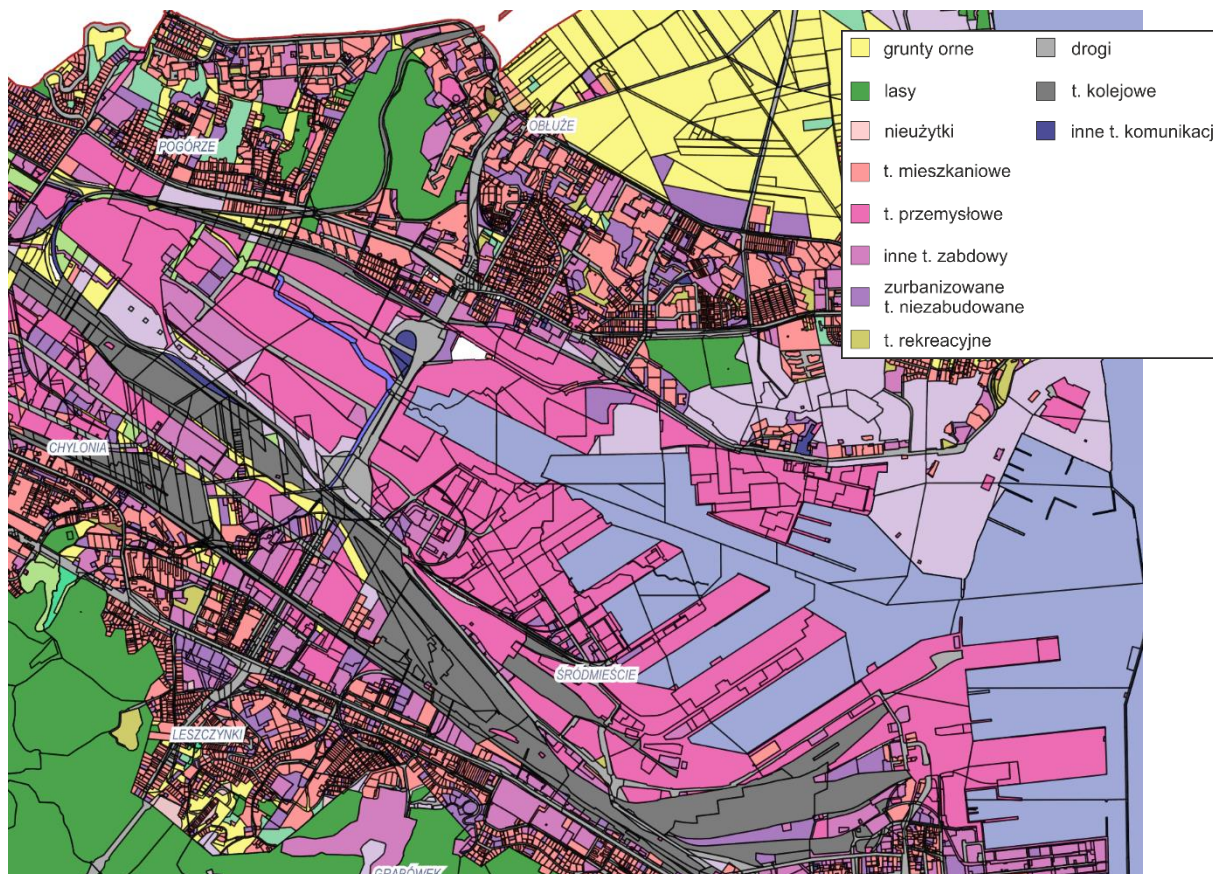 grunty orne
lasy
nieużytki
t. mieszkaniowe
t. przemysłowe
inne t. zabdowy
zurbanizowane
t. niezabudowane
t. rekreacyjne
drogi
t. kolejowe
inne t. komunikacj
OBŁUŻE
POGÓRZE
CHYLONIA
ŚRÓDMIEŚCIE
LESZCZYNKI
GRABÓWEK